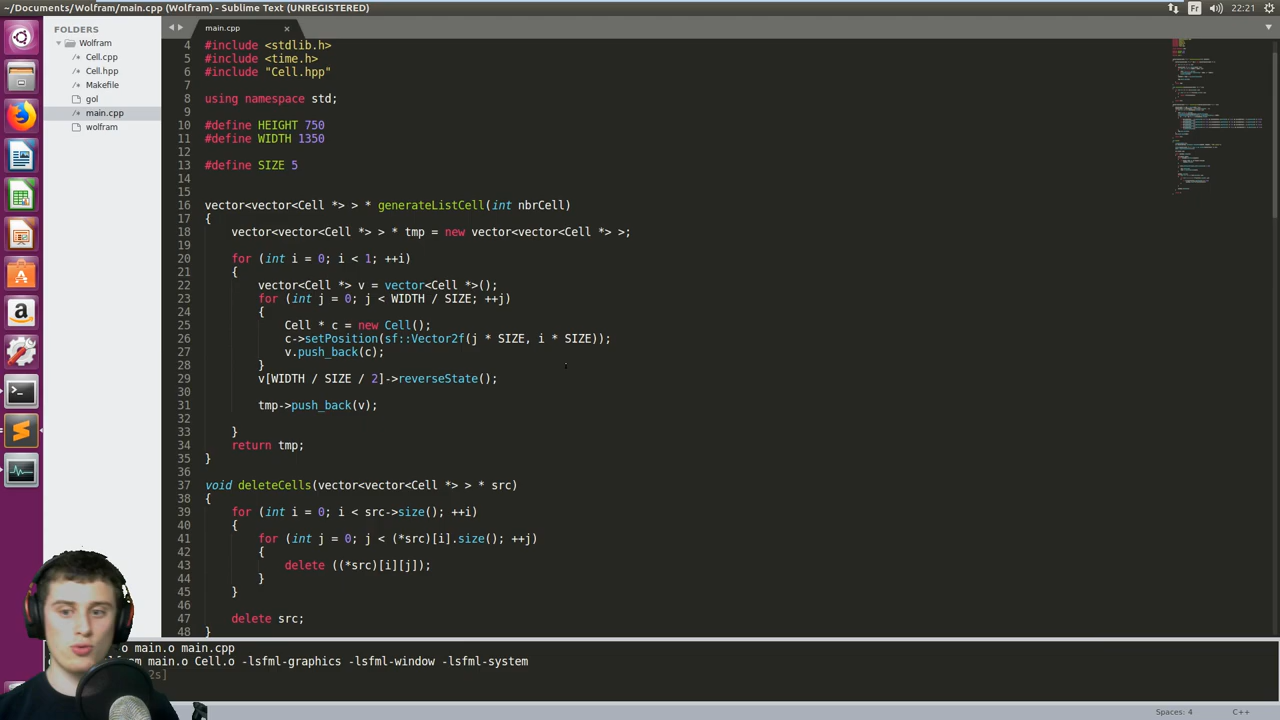 ~/Documents/Wolfram/main.cpp (Wolfram) - Sublime Text (UNREGISTERED)
Fr
22:21
FOLDERS
Wolfram
/* Cell.cpp
/* Cell.hpp
/* Makefile
gol
/* main.cpp
wolfram
main.cpp ×
4 #include <stdlib.h>
5 #include <time.h>
6 #include "Cell.hpp"
7
8 using namespace std;
9
10 #define HEIGHT 750
11 #define WIDTH 1350
12
13 #define SIZE 5
14
15
16 vector<vector<Cell *> > * generateListCell(int nbrCell)
17 {
18 vector<vector<Cell *> > * tmp = new vector<vector<Cell *> >;
19
20 for (int i = 0; i < 1; ++i)
21 {
22 vector<Cell *> v = vector<Cell *>();
23 for (int j = 0; j < WIDTH / SIZE; ++j)
24 {
25 Cell * c = new Cell();
26 c->setPosition(sf::Vector2f(j * SIZE, i * SIZE));
27 v.push_back(c);
28 }
29 v[WIDTH / SIZE / 2]->reverseState();
30
31 tmp->push_back(v);
32
33 }
34 return tmp;
35 }
36
37 void deleteCells(vector<vector<Cell *> > * src)
38 {
39 for (int i = 0; i < src->size(); ++i)
40 {
41 for (int j = 0; j < (*src)[i].size(); ++j)
42 {
43 delete ((*src)[i][j]);
44 }
45 }
46
47 delete src;
48 }
o main.o main.cpp
main.o Cell.o -lsfml-graphics -lsfml-window -lsfml-system
Spaces: 4
C++